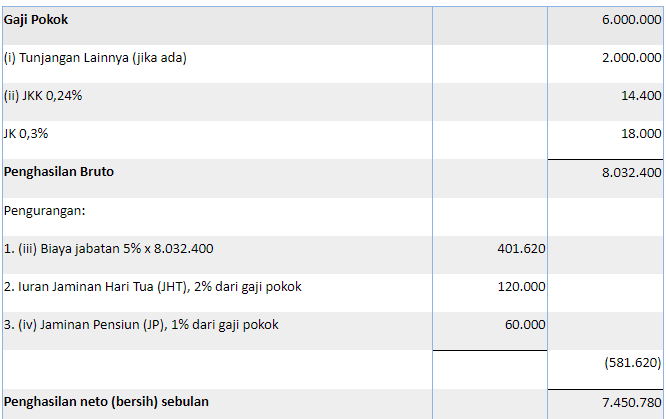 Gaji Pokok 6.000.000
(i) Tunjangan Lainnya (jika ada) 2.000.000
(ii) JKK 0,24% 14.400
JK 0,3% 18.000
Penghasilan Bruto 8.032.400
Pengurangan:
1. (iii) Biaya jabatan 5% x 8.032.400 401.620
2. Iuran Jaminan Hari Tua (JHT), 2% dari gaji pokok 120.000
3. (iv) Jaminan Pensiun (JP), 1% dari gaji pokok 60.000
(581.620)
Penghasilan neto (bersih) sebulan 7.450.780